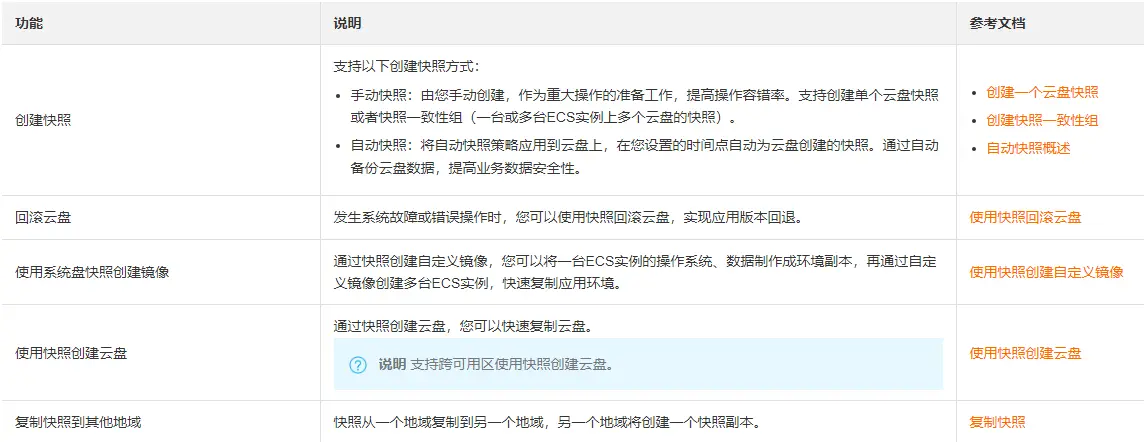 功能
说明
参考文档
创建快照
支持以下创建快照方式：
• 手动快照：由您手动创建，作为重大操作的准备工作，提高操作容错率。支持创建单个云盘快照
或者快照一致性组（一台或多台ECS实例上多个云盘的快照）。
• 自动快照：将自动快照策略应用到云盘上，在您设置的时间点自动为云盘创建的快照。通过自动
备份云盘数据，提高业务数据安全性。
• 创建一个云盘快照
• 创建快照一致性组
• 自动快照概述
回滚云盘
发生系统故障或错误操作时，您可以使用快照回滚云盘，实现应用版本回退。
使用快照回滚云盘
使用系统盘快照创建镜像
通过快照创建自定义镜像，您可以将一台ECS实例的操作系统、数据制作成环境副本，再通过自定
义镜像创建多台ECS实例，快速复制应用环境。
使用快照创建自定义镜像
使用快照创建云盘
通过快照创建云盘，您可以快速复制云盘。
说明 支持跨可用区使用快照创建云盘。
使用快照创建云盘
复制快照到其他地域
快照从一个地域复制到另一个地域，另一个地域将创建一个快照副本。
复制快照